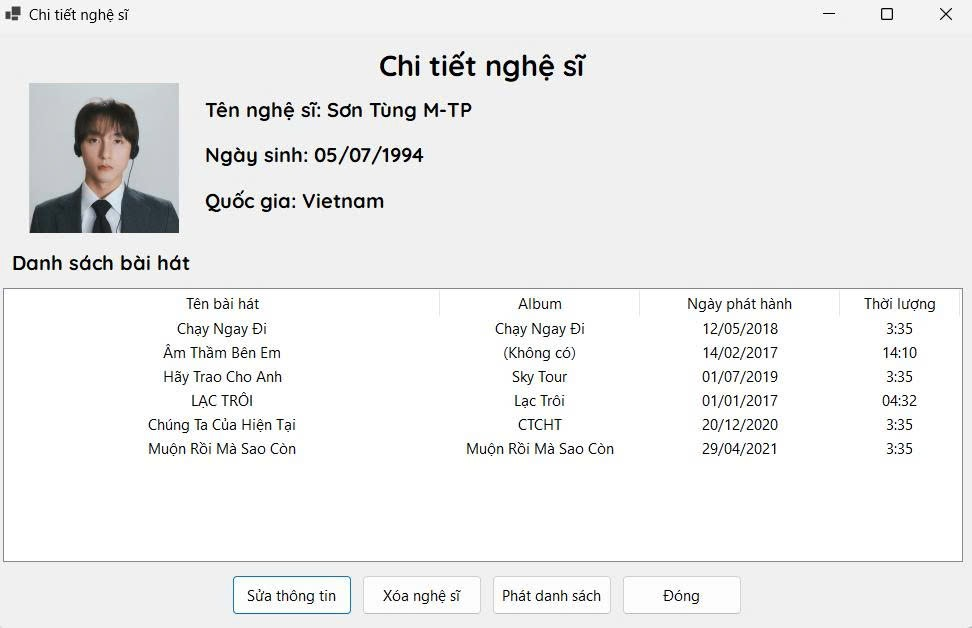 Chi tiết nghệ sĩ
Chi tiết nghệ sĩ
Tên nghệ sĩ: Sơn Tùng M-TP
Ngày sinh: 05/07/1994
Quốc gia: Vietnam
Danh sách bài hát
Tên bài hát Album Ngày phát hành Thời lượng
Chạy Ngay Đi Chạy Ngay Đi 12/05/2018 3:35
Âm Thầm Bên Em (Không có) 14/02/2017 14:10
Hãy Trao Cho Anh Sky Tour 01/07/2019 3:35
LẠC TRÔI Lạc Trôi 01/01/2017 04:32
Chúng Ta Của Hiện Tại CTCHT 20/12/2020 3:35
Muộn Rồi Mà Sao Còn Muộn Rồi Mà Sao Còn 29/04/2021 3:35
Sửa thông tin Xóa nghệ sĩ Phát danh sách Đóng